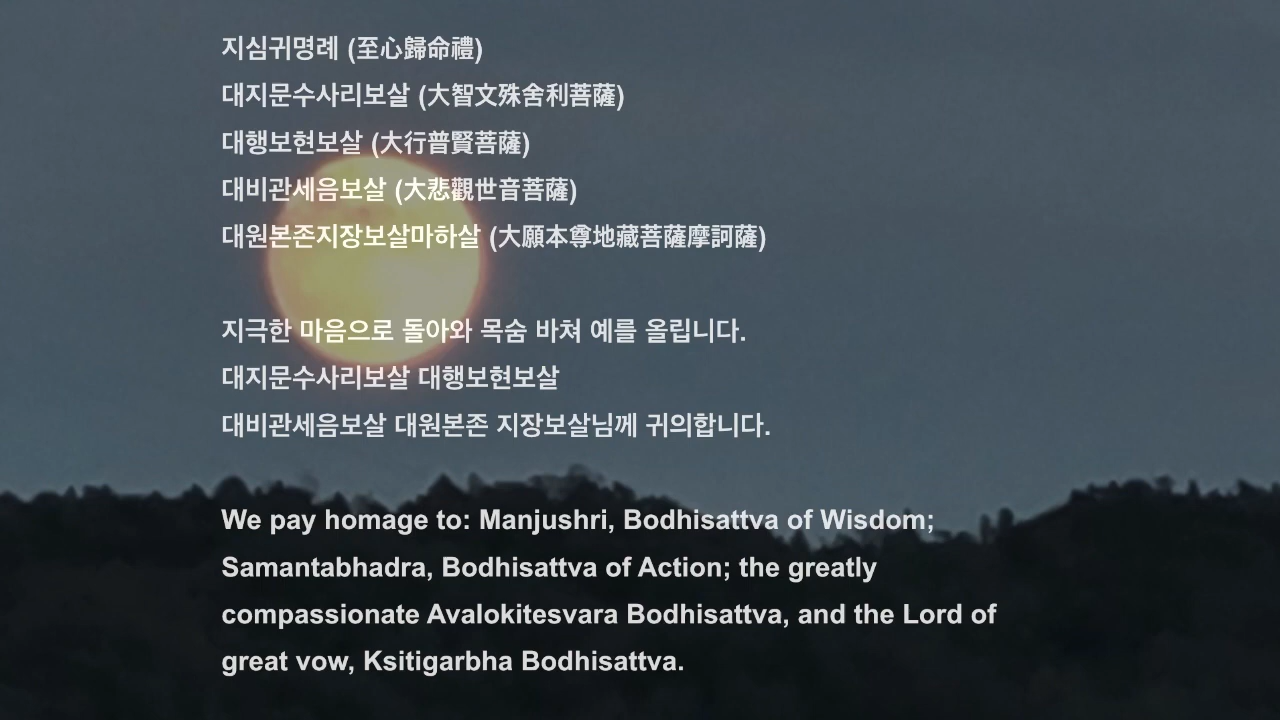 지심귀명례 (至心歸命禮)
대지문수사리보살 (大智文殊舍利菩薩)
대행보현보살 (大行普賢菩薩)
대비관세음보살 (大悲觀世音菩薩)
대원본존지장보살마하살 (大願本尊地藏菩薩摩訶薩)
지극한 마음으로 돌아와 목숨 바쳐 예를 올립니다.
대지문수사리보살 대행보현보살
대비관세음보살 대원본존 지장보살님께 귀의합니다.
We pay homage to: Manjushri, Bodhisattva of Wisdom;
Samantabhadra, Bodhisattva of Action; the greatly
compassionate Avalokitesvara Bodhisattva, and the Lord of
great vow, Ksitigarbha Bodhisattva.